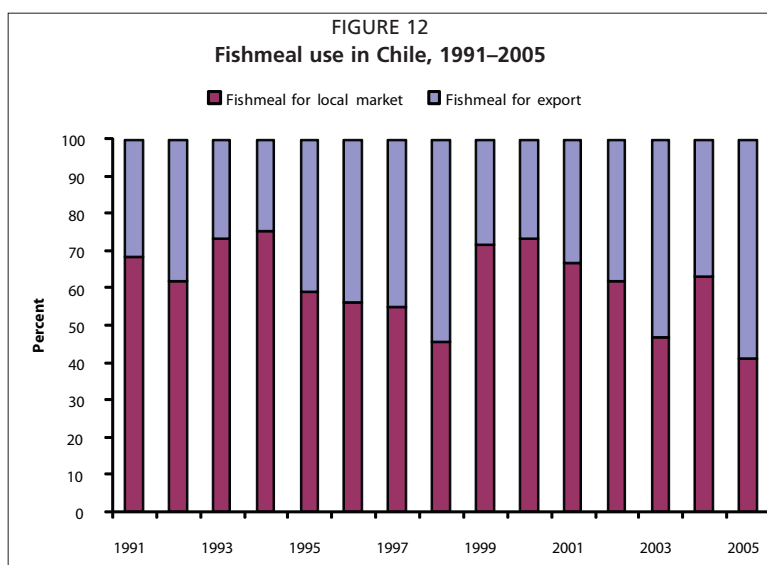 FIGURE 12
Fishmeal use in Chile, 1991–2005
Fishmeal for local market Fishmeal for export
100
90
80
70
60
50
40
30
20
10
0
Percent
1991 1993 1995 1997 1999 2001 2003 2005